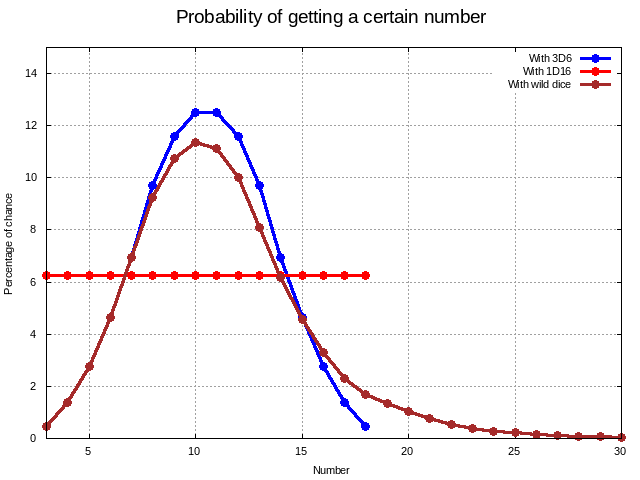 Probability of getting a certain number
With 3D6
With 1D16
With wild dice
Percentage of chance
14
12
10
8
6
4
2
0
5
10
15
20
25
30
Number